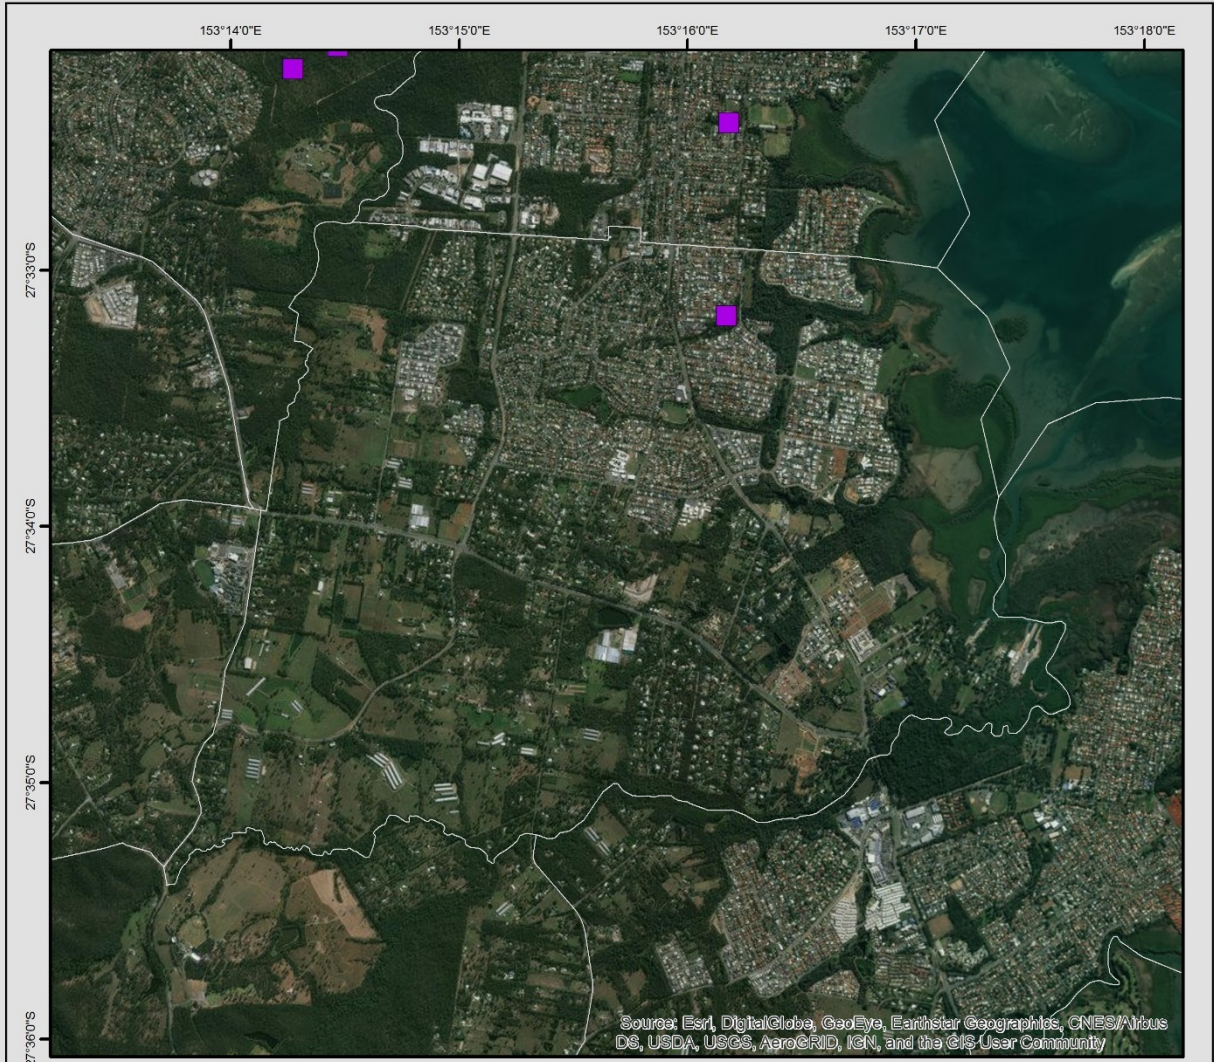 153°14'0"E 153°15'0"E 153°16'0"E 153°17'0"E 153°18'0"E
27°33'0"S
27°34'0"S
27°35'0"S
27°36'0"S
Source: Esri, DigitalGlobe, GeoEye, Earthstar Geographics, CNES/Airbus
DS, USDA, USGS, AeroGRID, IGN, and the GIS User Community